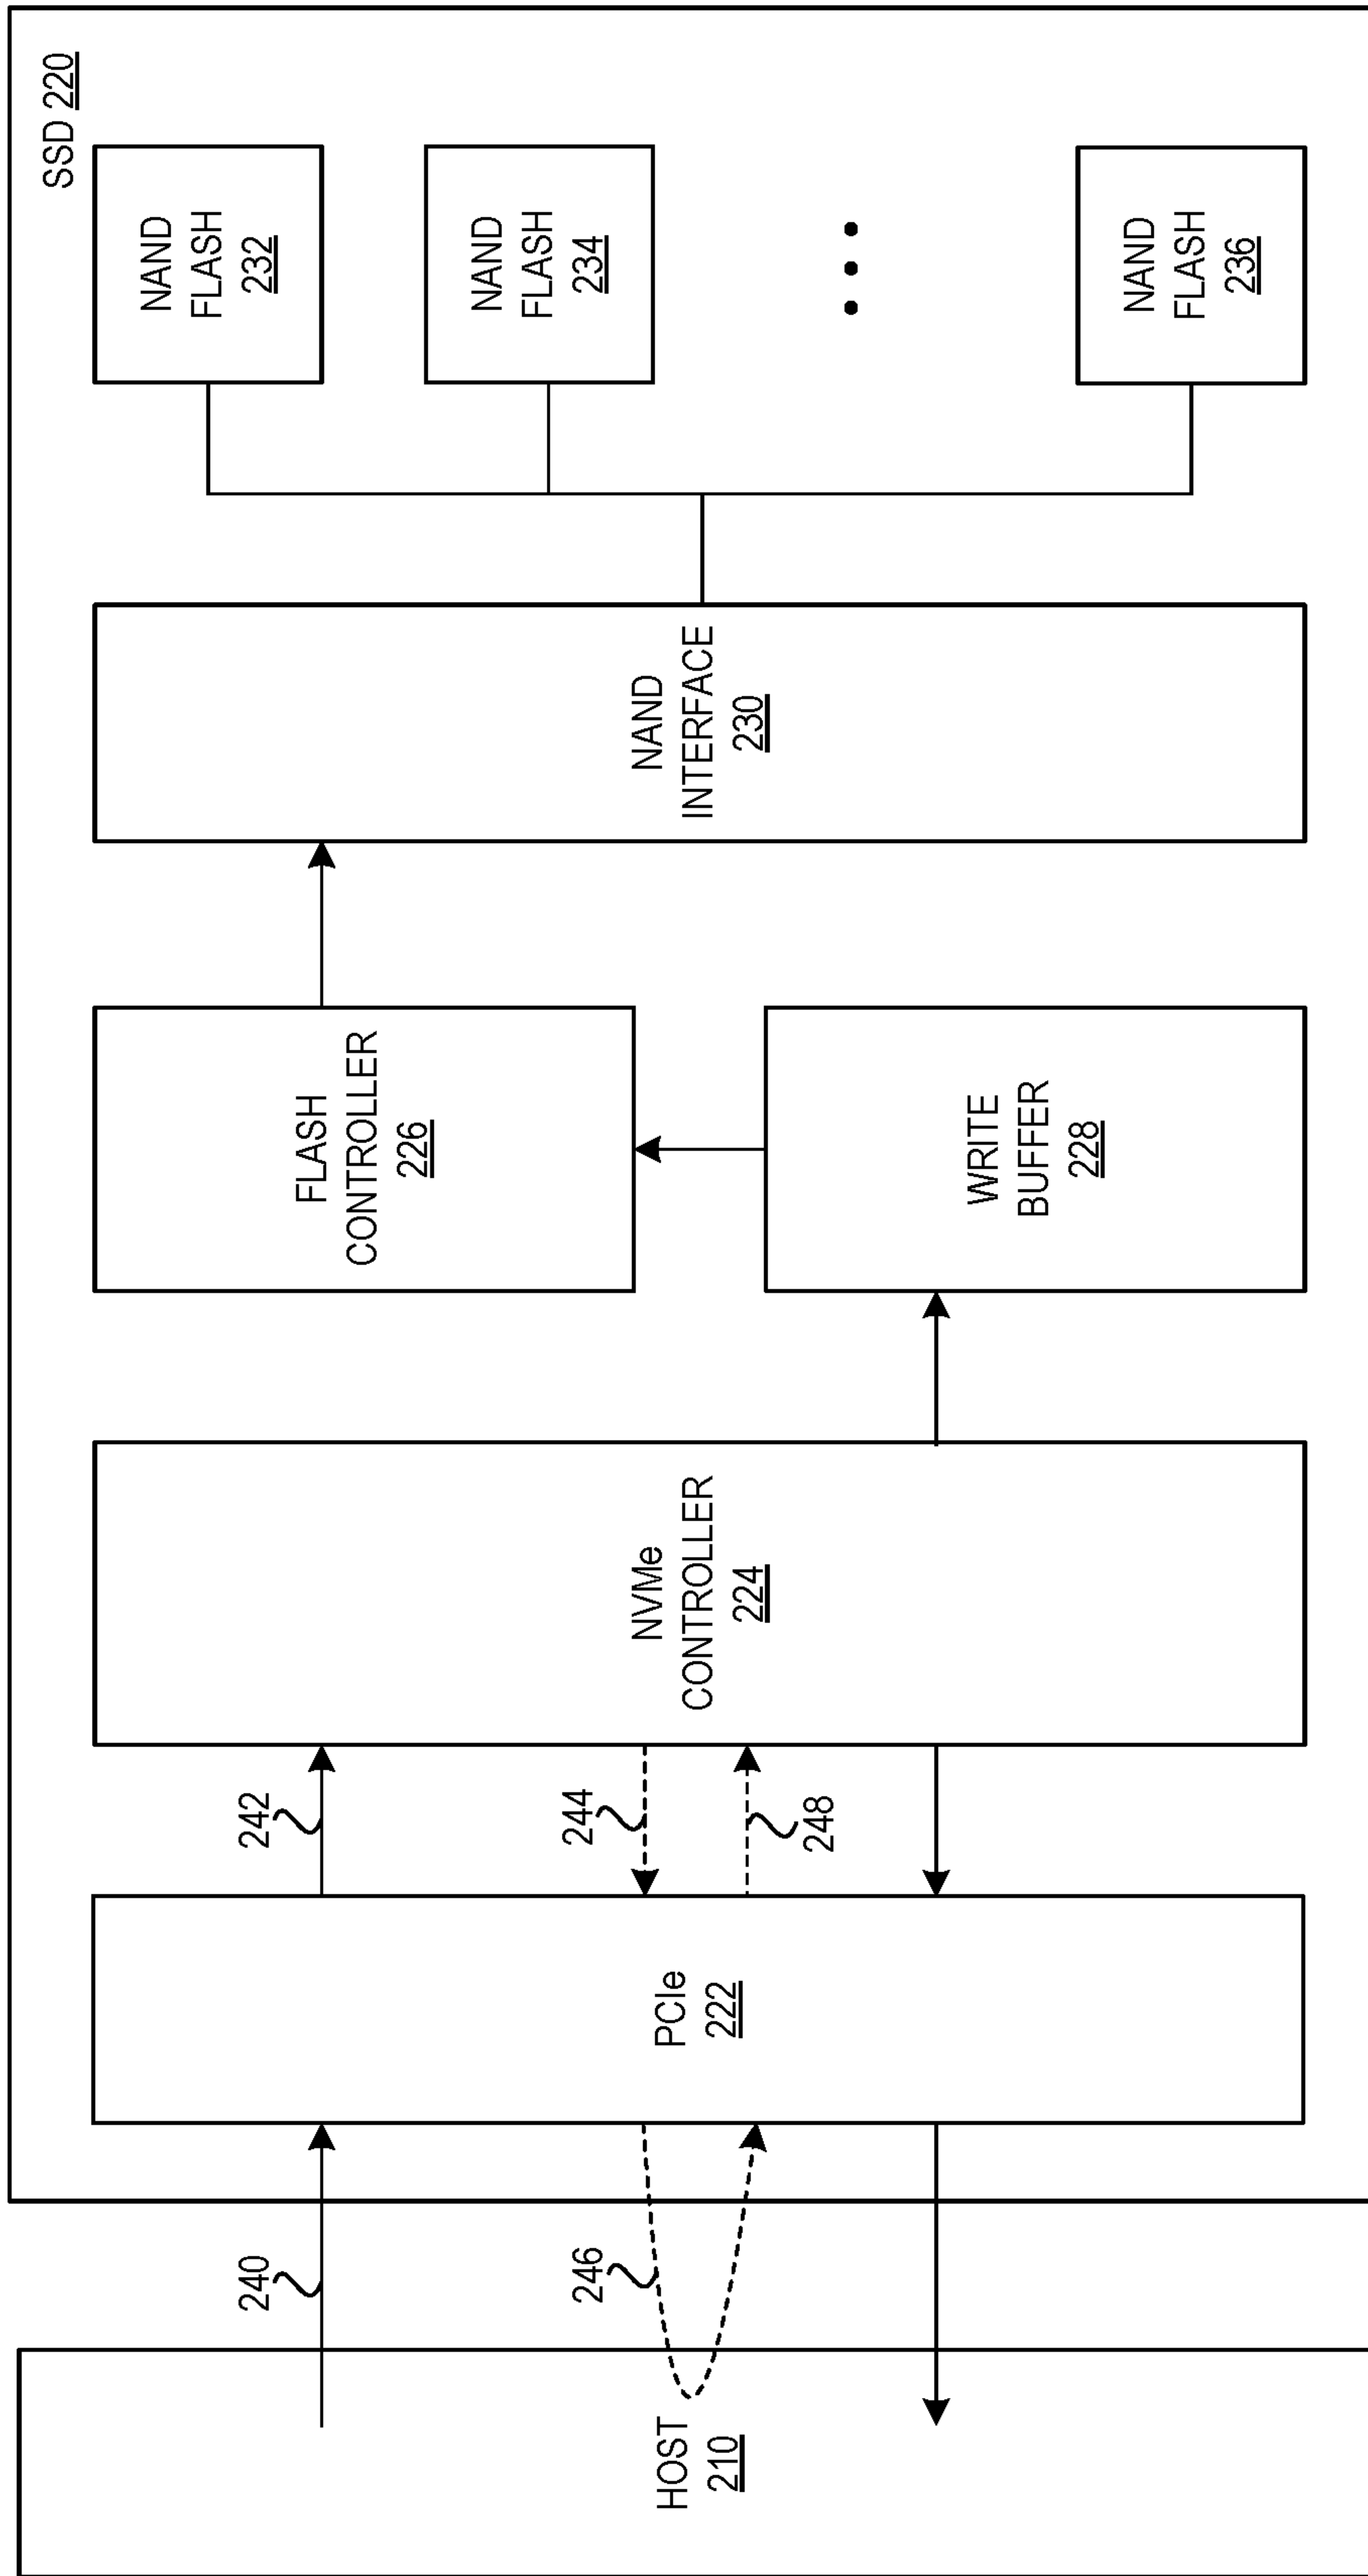 SSD 220
HOST
210
240
246
PCIe
222
242
244
248
NVMe
CONTROLLER
224
FLASH
CONTROLLER
226
WRITE
BUFFER
228
NAND
INTERFACE
230
NAND
FLASH
232
NAND
FLASH
234
NAND
FLASH
236